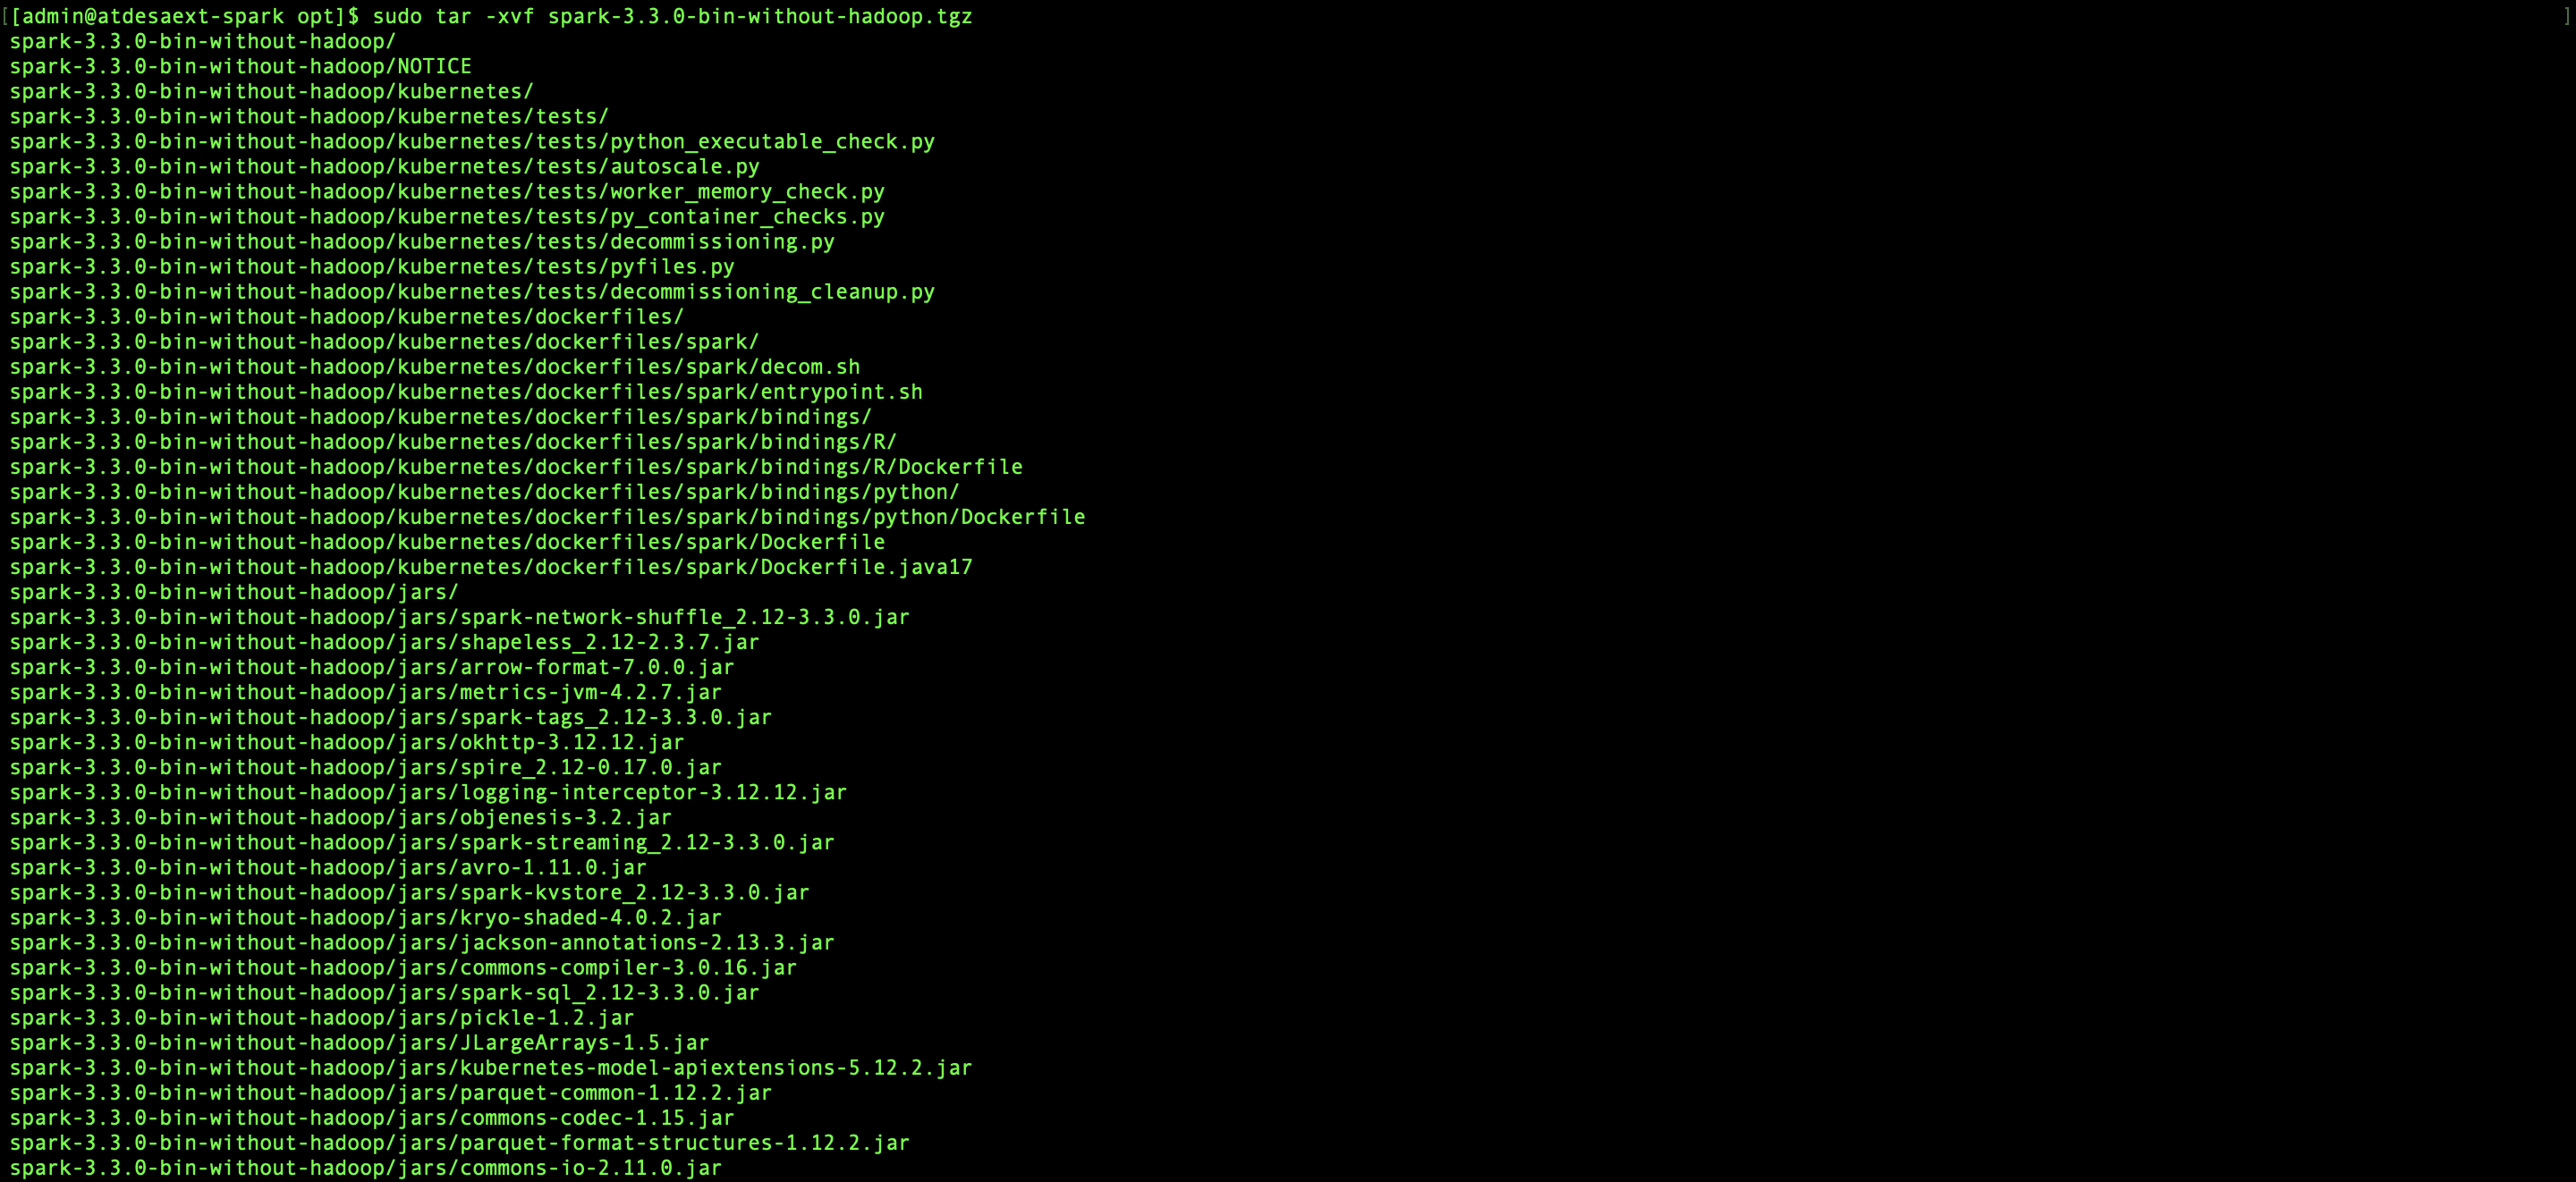 [[admin@atdesaext-spark opt]$ sudo tar -xvf spark-3.3.0-bin-without-hadoop.tgz ]
spark-3.3.0-bin-without-hadoop/
spark-3.3.0-bin-without-hadoop/NOTICE
spark-3.3.0-bin-without-hadoop/kubernetes/
spark-3.3.0-bin-without-hadoop/kubernetes/tests/
spark-3.3.0-bin-without-hadoop/kubernetes/tests/python_executable_check.py
spark-3.3.0-bin-without-hadoop/kubernetes/tests/autoscale.py
spark-3.3.0-bin-without-hadoop/kubernetes/tests/worker_memory_check.py
spark-3.3.0-bin-without-hadoop/kubernetes/tests/py_container_checks.py
spark-3.3.0-bin-without-hadoop/kubernetes/tests/decommissioning.py
spark-3.3.0-bin-without-hadoop/kubernetes/tests/pyfiles.py
spark-3.3.0-bin-without-hadoop/kubernetes/tests/decommissioning_cleanup.py
spark-3.3.0-bin-without-hadoop/kubernetes/dockerfiles/
spark-3.3.0-bin-without-hadoop/kubernetes/dockerfiles/spark/
spark-3.3.0-bin-without-hadoop/kubernetes/dockerfiles/spark/decom.sh
spark-3.3.0-bin-without-hadoop/kubernetes/dockerfiles/spark/entrypoint.sh
spark-3.3.0-bin-without-hadoop/kubernetes/dockerfiles/spark/bindings/
spark-3.3.0-bin-without-hadoop/kubernetes/dockerfiles/spark/bindings/R/
spark-3.3.0-bin-without-hadoop/kubernetes/dockerfiles/spark/bindings/R/Dockerfile
spark-3.3.0-bin-without-hadoop/kubernetes/dockerfiles/spark/bindings/python/
spark-3.3.0-bin-without-hadoop/kubernetes/dockerfiles/spark/bindings/python/Dockerfile
spark-3.3.0-bin-without-hadoop/kubernetes/dockerfiles/spark/Dockerfile
spark-3.3.0-bin-without-hadoop/kubernetes/dockerfiles/spark/Dockerfile.java17
spark-3.3.0-bin-without-hadoop/jars/
spark-3.3.0-bin-without-hadoop/jars/spark-network-shuffle_2.12-3.3.0.jar
spark-3.3.0-bin-without-hadoop/jars/shapeless_2.12-2.3.7.jar
spark-3.3.0-bin-without-hadoop/jars/arrow-format-7.0.0.jar
spark-3.3.0-bin-without-hadoop/jars/metrics-jvm-4.2.7.jar
spark-3.3.0-bin-without-hadoop/jars/spark-tags_2.12-3.3.0.jar
spark-3.3.0-bin-without-hadoop/jars/okhttp-3.12.12.jar
spark-3.3.0-bin-without-hadoop/jars/spire_2.12-0.17.0.jar
spark-3.3.0-bin-without-hadoop/jars/logging-interceptor-3.12.12.jar
spark-3.3.0-bin-without-hadoop/jars/objenesis-3.2.jar
spark-3.3.0-bin-without-hadoop/jars/spark-streaming_2.12-3.3.0.jar
spark-3.3.0-bin-without-hadoop/jars/avro-1.11.0.jar
spark-3.3.0-bin-without-hadoop/jars/spark-kvstore_2.12-3.3.0.jar
spark-3.3.0-bin-without-hadoop/jars/kryo-shaded-4.0.2.jar
spark-3.3.0-bin-without-hadoop/jars/jackson-annotations-2.13.3.jar
spark-3.3.0-bin-without-hadoop/jars/commons-compiler-3.0.16.jar
spark-3.3.0-bin-without-hadoop/jars/spark-sql_2.12-3.3.0.jar
spark-3.3.0-bin-without-hadoop/jars/pickle-1.2.jar
spark-3.3.0-bin-without-hadoop/jars/JLargeArrays-1.5.jar
spark-3.3.0-bin-without-hadoop/jars/kubernetes-model-apiextensions-5.12.2.jar
spark-3.3.0-bin-without-hadoop/jars/parquet-common-1.12.2.jar
spark-3.3.0-bin-without-hadoop/jars/commons-codec-1.15.jar
spark-3.3.0-bin-without-hadoop/jars/parquet-format-structures-1.12.2.jar
spark-3.3.0-bin-without-hadoop/jars/commons-io-2.11.0.jar